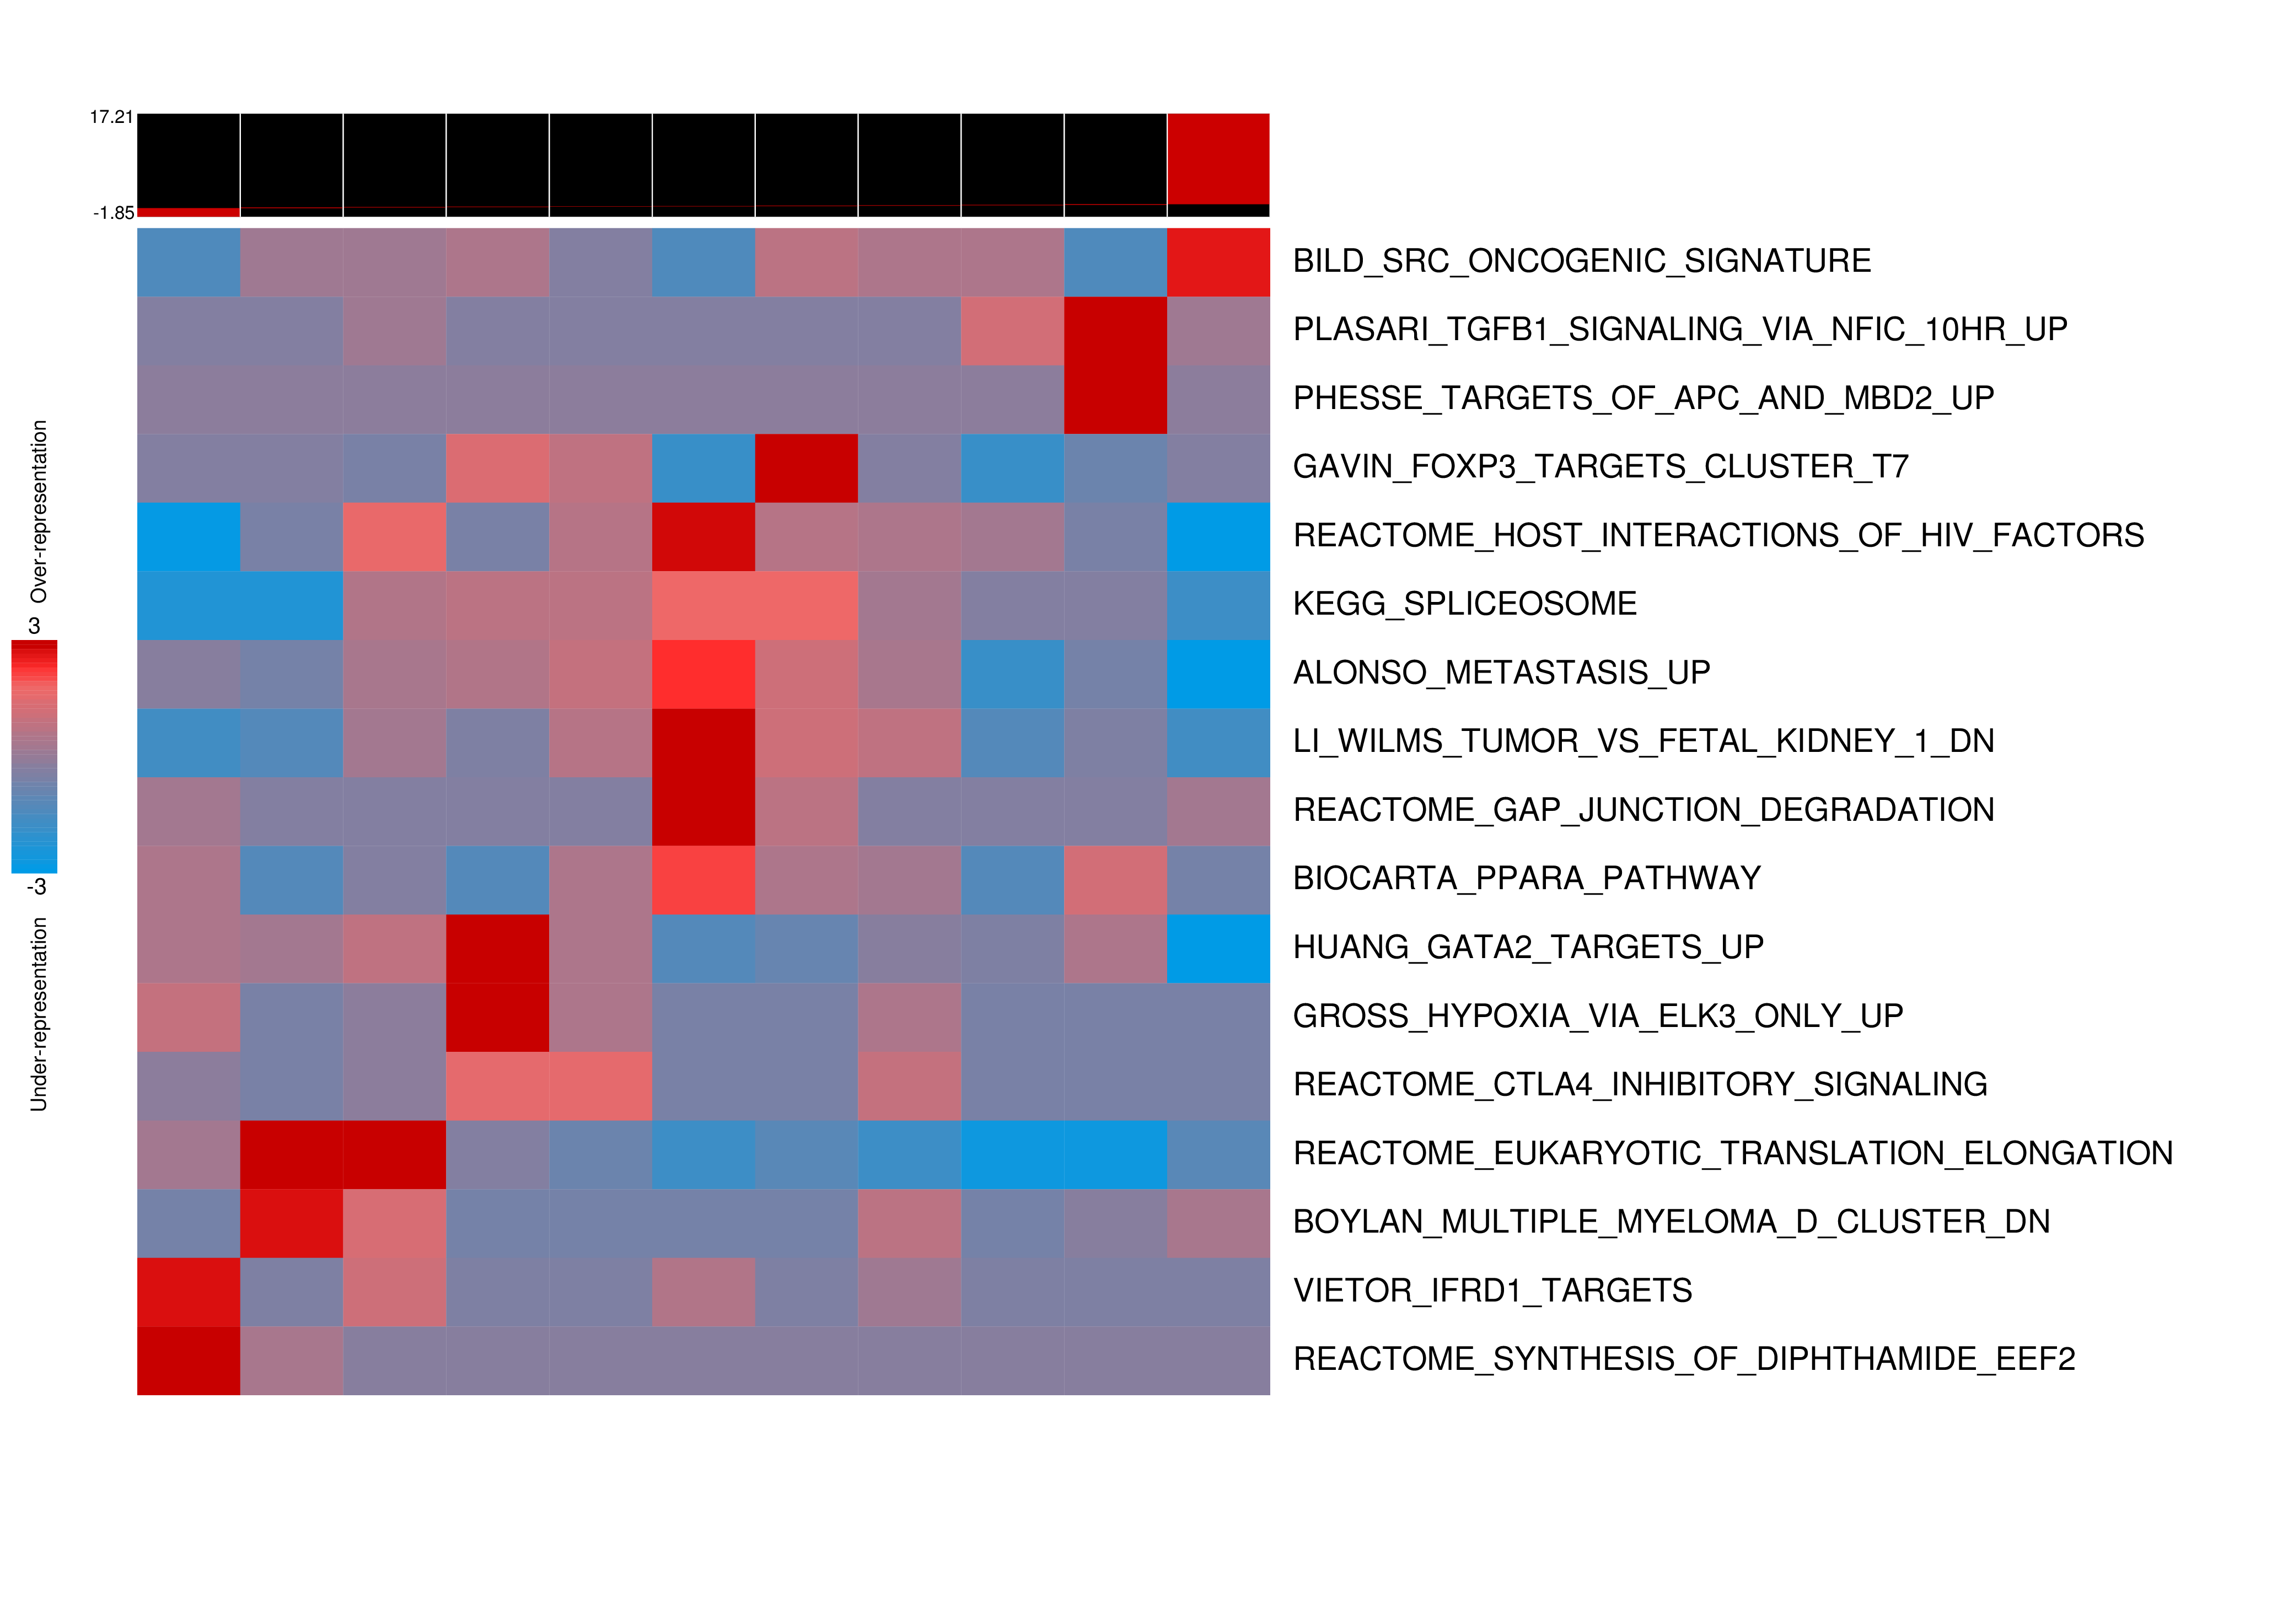 17.21
-1.85
BILD_SRC_ONCOGENIC_SIGNATURE
PLASARI_TGFB1_SIGNALING_VIA_NFIC_10HR_UP
PHESSE_TARGETS_OF_APC_AND_MBD2_UP
GAVIN_FOXP3_TARGETS_CLUSTER_T7
REACTOME_HOST_INTERACTIONS_OF_HIV_FACTORS
KEGG_SPLICEOSOME
ALONSO_METASTASIS_UP
LI_WILMS_TUMOR_VS_FETAL_KIDNEY_1_DN
REACTOME_GAP_JUNCTION_DEGRADATION
BIOCARTA_PPARA_PATHWAY
HUANG_GATA2_TARGETS_UP
GROSS_HYPOXIA_VIA_ELK3_ONLY_UP
REACTOME_CTLA4_INHIBITORY_SIGNALING
REACTOME_EUKARYOTIC_TRANSLATION_ELONGATION
BOYLAN_MULTIPLE_MYELOMA_D_CLUSTER_DN
VIETOR_IFRD1_TARGETS
REACTOME_SYNTHESIS_OF_DIPHTHAMIDE_EEF2
Over-representation
3
-3
Under-representation